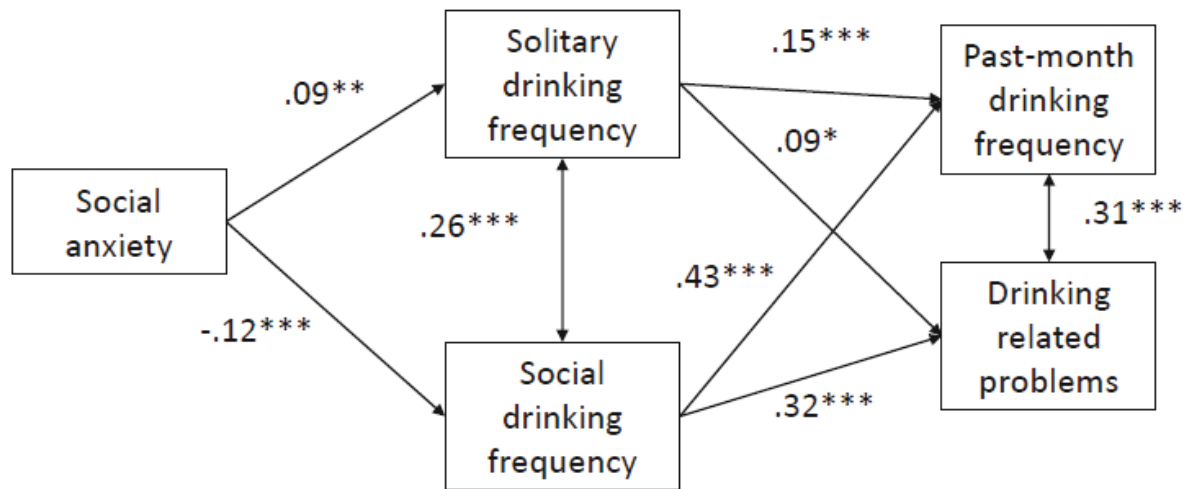 Social
anxiety
.09**
-.12***
Solitary
drinking
frequency
.26***
Social
drinking
frequency
.15***
.09*
.43***
.32***
Past-month
drinking
frequency
.31***
Drinking
related
problems